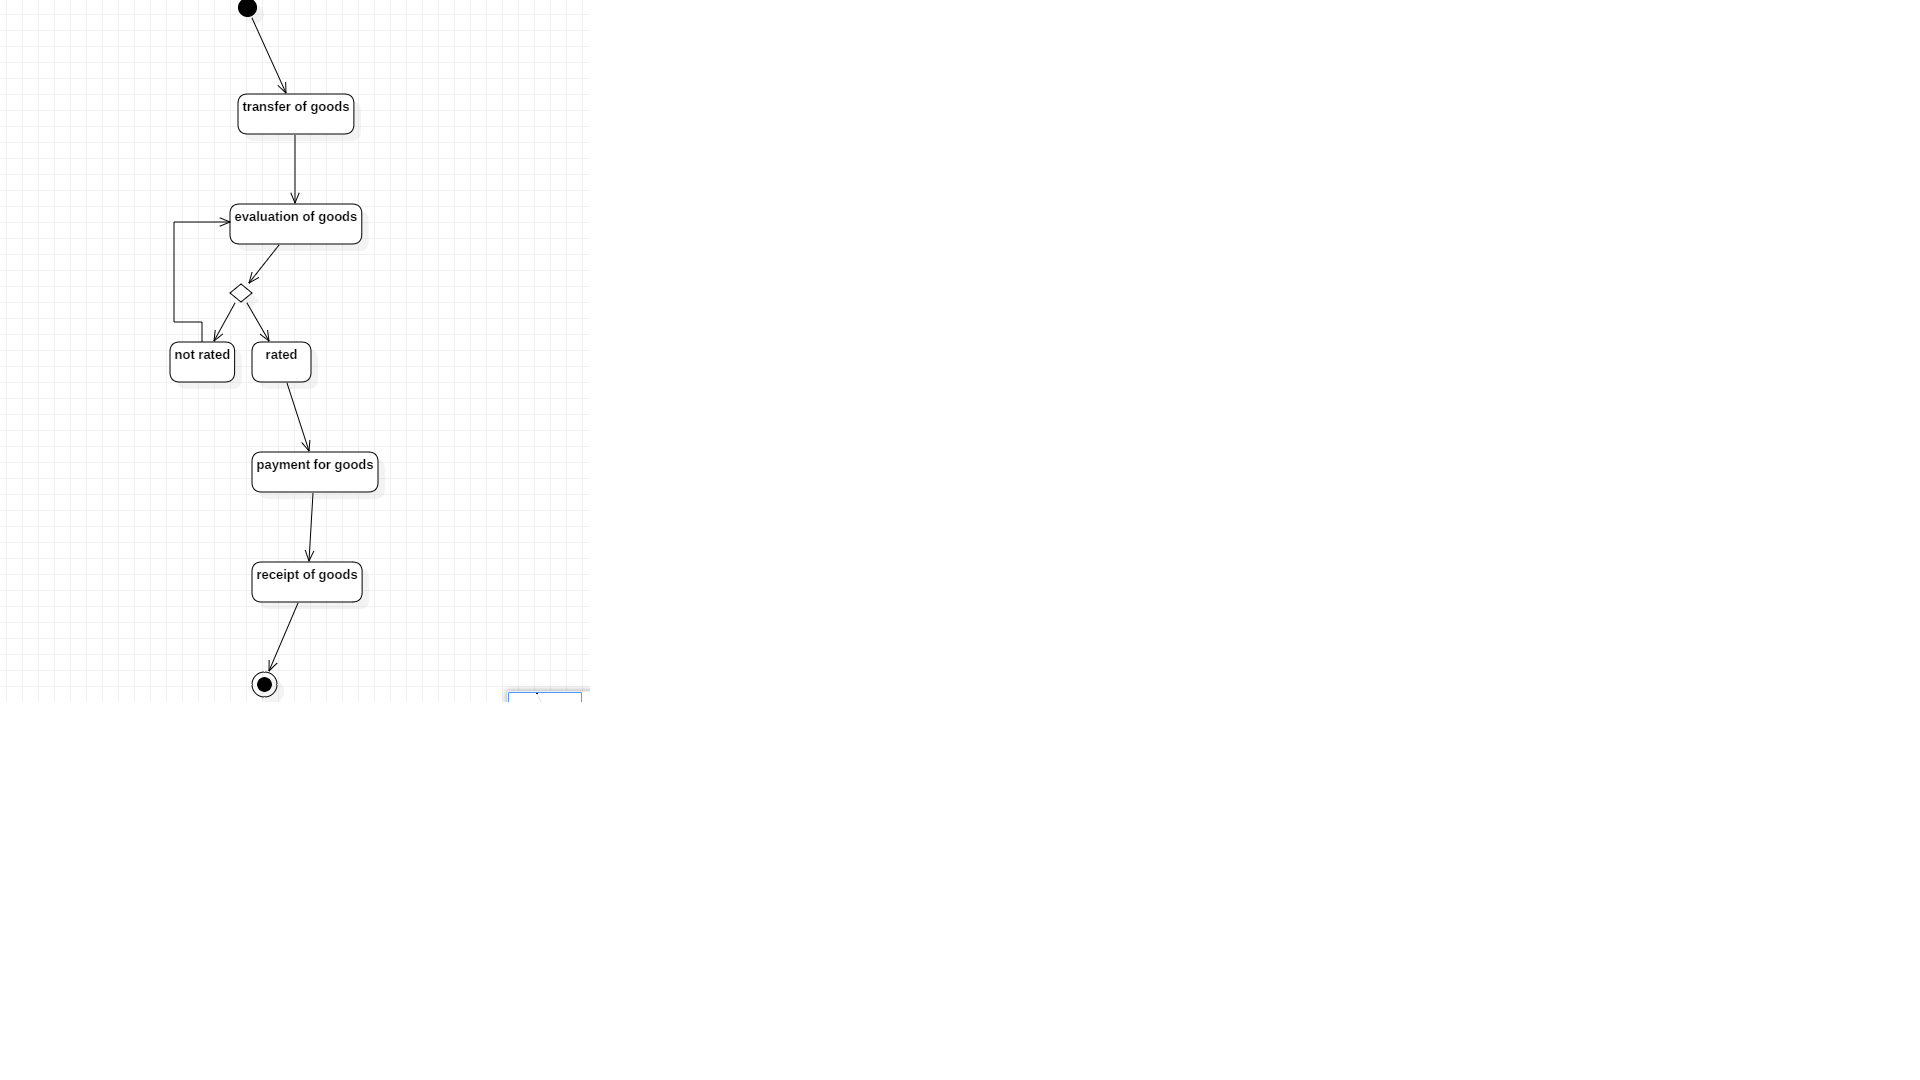 transfer of goods
evaluation of goods
not rated
rated
payment for goods
receipt of goods